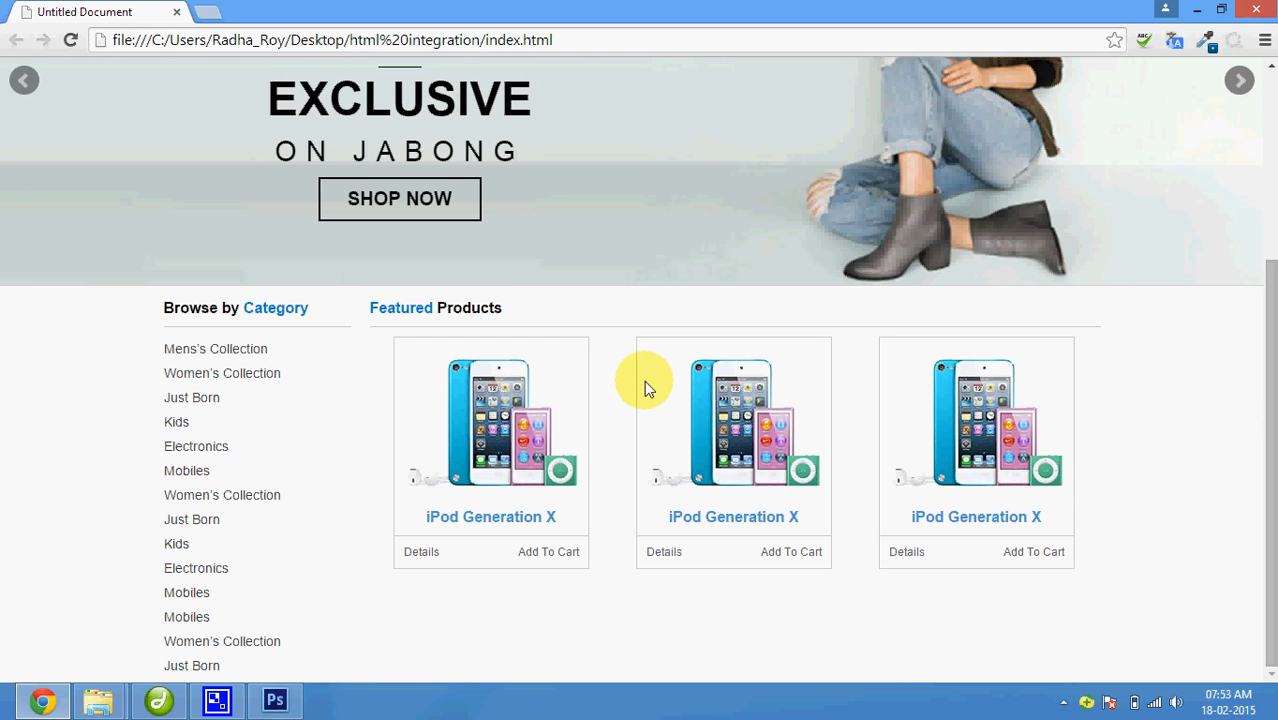 Untitled Document
file:///C:/Users/Radha_Roy/Desktop/html%20integration/index.html
EXCLUSIVE
ON JABONG
SHOP NOW
Browse by Category
Featured Products
Mens's Collection
Women's Collection
Just Born
Kids
Electronics
Mobiles
Women's Collection
Just Born
Kids
Electronics
Mobiles
Mobiles
Women's Collection
Just Born
iPod Generation X
iPod Generation X
iPod Generation X
Details Add To Cart
Details Add To Cart
Details Add To Cart
Ps
07:53 AM
18-02-2015